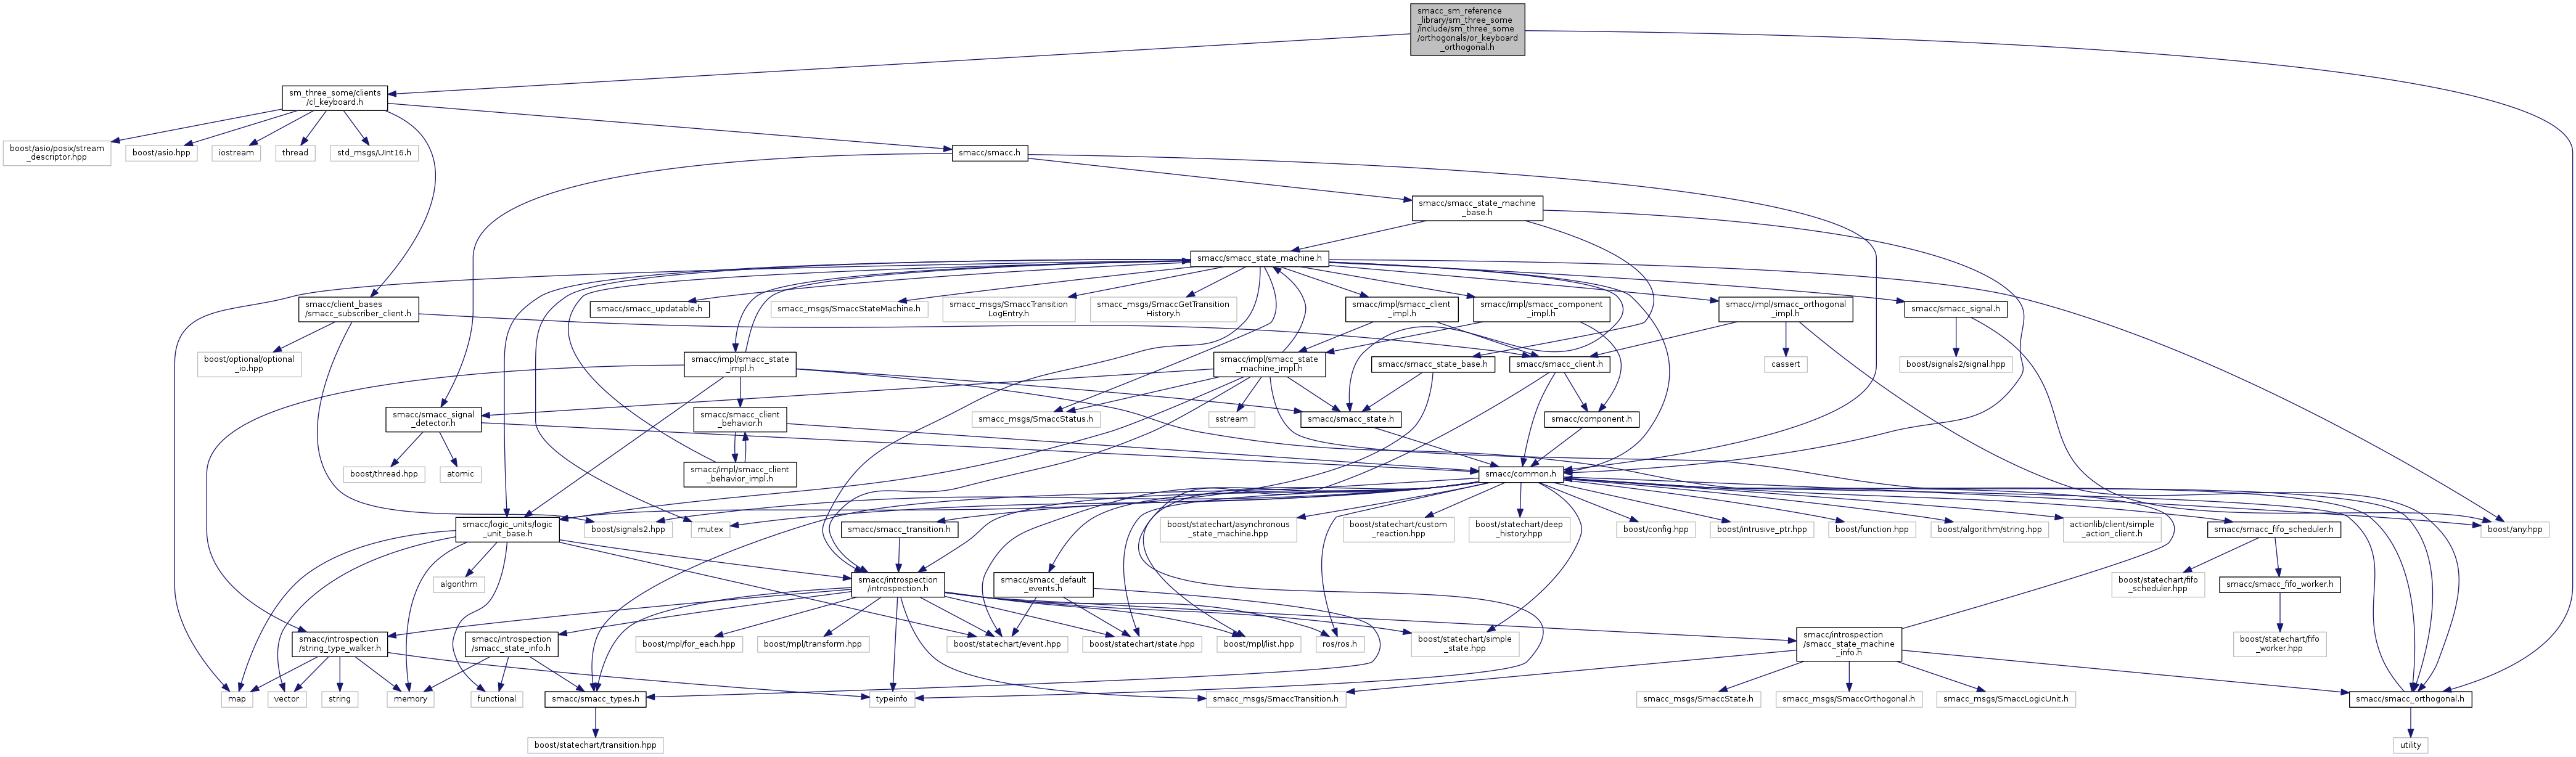 smacc_sm_reference
_library/sm_three_some
/include/sm_three_some
/orthogonals/or_keyboard
_orthogonal.h
sm_three_some/clients
/cl_keyboard.h
boost/asio/posix/stream
_descriptor.hpp
boost/asio.hpp
iostream
thread
std_msgs/UInt16.h
smacc/smacc.h
smacc/smacc_state_machine
_base.h
smacc/smacc_state_machine.h
smacc/client_bases
/smacc_subscriber_client.h
smacc/smacc_updatable.h
smacc_msgs/SmaccStateMachine.h
smacc_msgs/SmaccTransition
LogEntry.h
smacc_msgs/SmaccGetTransition
History.h
smacc/impl/smacc_client
_impl.h
smacc/impl/smacc_component
_impl.h
smacc/impl/smacc_orthogonal
_impl.h
smacc/smacc_signal.h
boost/optional/optional
_io.hpp
smacc/impl/smacc_state
_impl.h
smacc/impl/smacc_state
_machine_impl.h
smacc/smacc_state_base.h
smacc/smacc_client.h
cassert
boost/signals2/signal.hpp
smacc/smacc_signal
_detector.h
smacc/smacc_client
_behavior.h
smacc_msgs/SmaccStatus.h
sstream
smacc/smacc_state.h
smacc/component.h
boost/thread.hpp
atomic
smacc/impl/smacc_client
_behavior_impl.h
smacc/common.h
smacc/logic_units/logic
_unit_base.h
boost/signals2.hpp
mutex
smacc/smacc_transition.h
boost/statechart/asynchronous
_state_machine.hpp
boost/statechart/custom
_reaction.hpp
boost/statechart/deep
_history.hpp
boost/config.hpp
boost/intrusive_ptr.hpp
boost/function.hpp
boost/algorithm/string.hpp
actionlib/client/simple
_action_client.h
smacc/smacc_fifo_scheduler.h
boost/any.hpp
algorithm
smacc/introspection
/introspection.h
smacc/smacc_default
_events.h
boost/statechart/fifo
_scheduler.hpp
smacc/smacc_fifo_worker.h
smacc/introspection
/string_type_walker.h
smacc/introspection
/smacc_state_info.h
boost/mpl/for_each.hpp
boost/mpl/transform.hpp
boost/statechart/event.hpp
boost/statechart/state.hpp
boost/mpl/list.hpp
ros/ros.h
boost/statechart/simple
_state.hpp
smacc/introspection
/smacc_state_machine
_info.h
boost/statechart/fifo
_worker.hpp
map
vector
string
memory
functional
smacc/smacc_types.h
typeinfo
smacc_msgs/SmaccTransition.h
smacc_msgs/SmaccState.h
smacc_msgs/SmaccOrthogonal.h
smacc_msgs/SmaccLogicUnit.h
smacc/smacc_orthogonal.h
boost/statechart/transition.hpp
utility